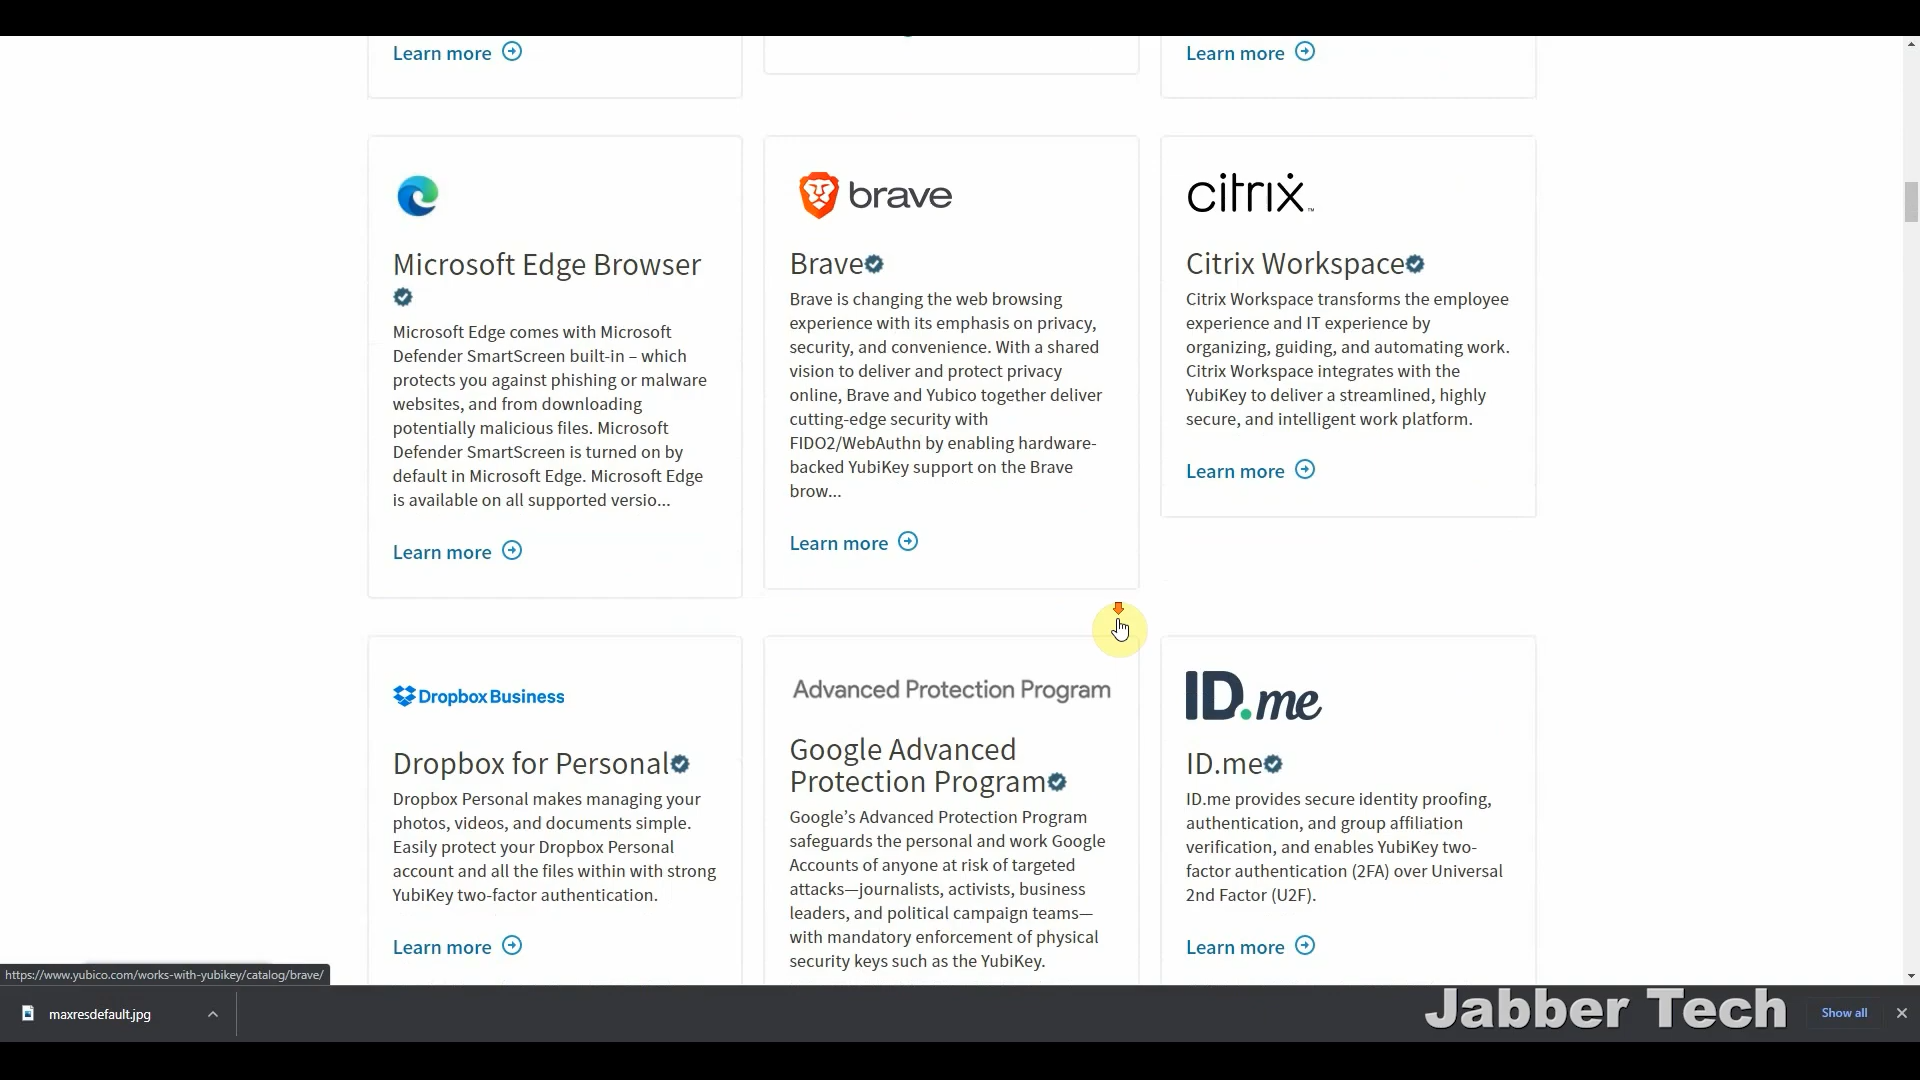 Learn more
Learn more
brave
citrix™
Microsoft Edge Browser
Microsoft Edge comes with Microsoft
Defender SmartScreen built-in – which
protects you against phishing or malware
websites, and from downloading
potentially malicious files. Microsoft
Defender SmartScreen is turned on by
default in Microsoft Edge. Microsoft Edge
is available on all supported versio...
Learn more
Brave
Brave is changing the web browsing
experience with its emphasis on privacy,
security, and convenience. With a shared
vision to deliver and protect privacy
online, Brave and Yubico together deliver
cutting-edge security with
FIDO2/WebAuthn by enabling hardware-
backed YubiKey support on the Brave
brow...
Learn more
Citrix Workspace
Citrix Workspace transforms the employee
experience and IT experience by
organizing, guiding, and automating work.
Citrix Workspace integrates with the
YubiKey to deliver a streamlined, highly
secure, and intelligent work platform.
Learn more
Dropbox Business
Dropbox for Personal
Dropbox Personal makes managing your
photos, videos, and documents simple.
Easily protect your Dropbox Personal
account and all the files within with strong
YubiKey two-factor authentication.
Learn more
Advanced Protection Program
Google Advanced
Protection Program
Google’s Advanced Protection Program
safeguards the personal and work Google
Accounts of anyone at risk of targeted
attacks—journalists, activists, business
leaders, and political campaign teams—
with mandatory enforcement of physical
security keys such as the YubiKey.
ID.me
ID.me
ID.me provides secure identity proofing,
authentication, and group affiliation
verification, and enables YubiKey two-
factor authentication (2FA) over Universal
2nd Factor (U2F).
Learn more
https://www.yubico.com/works-with-yubikey/catalog/brave/
maxresdefault.jpg
Jabber Tech
Show all